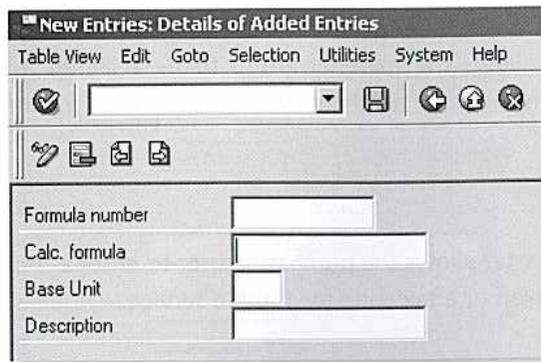 New Entries: Details of Added Entries
Table View Edit Goto Selection Utilities System Help
Formula number
Calc. formula
Base Unit
Description